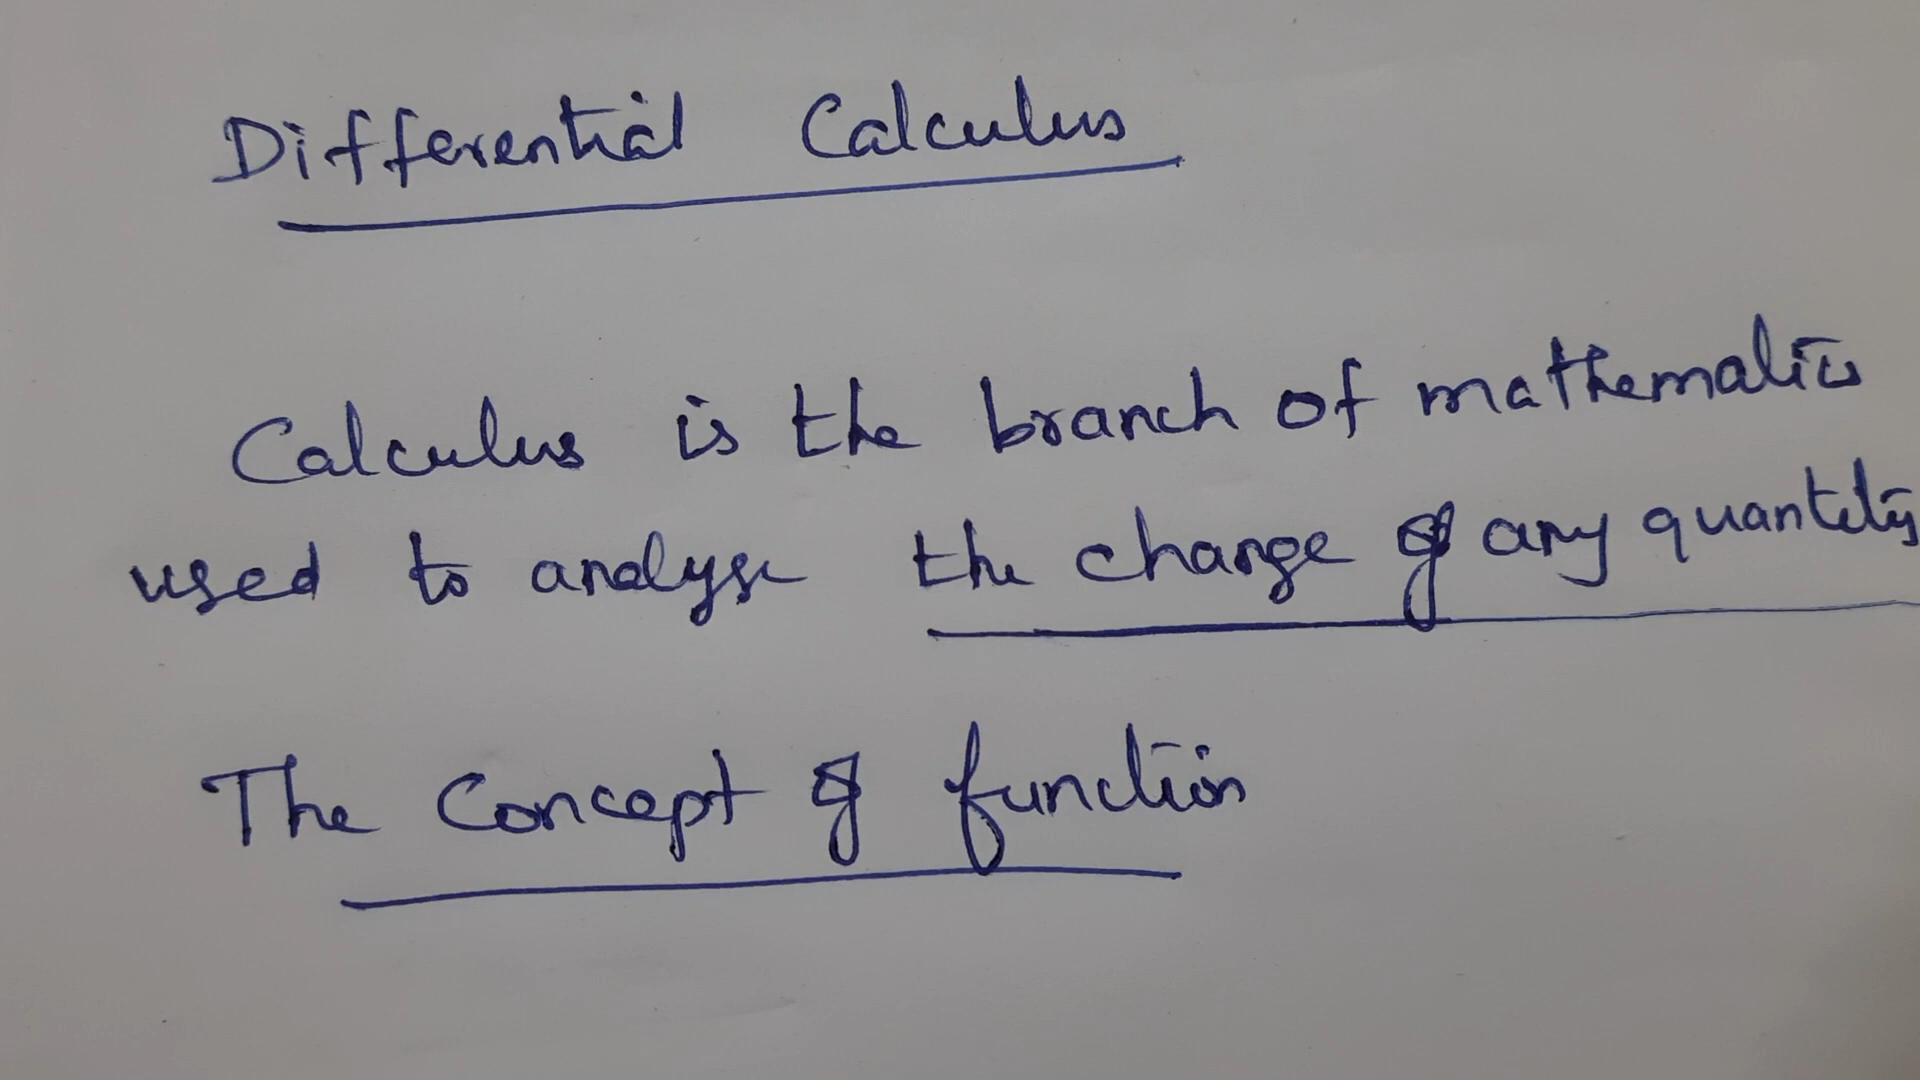 Differential Calculus
Calculus is the branch of mathematics
used to analyse the change of any quantity
The Concept of function